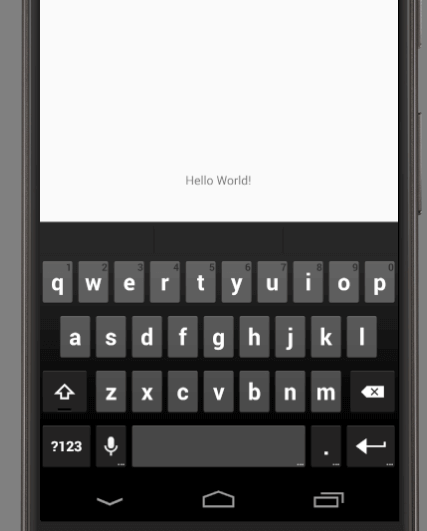 Hello World!
1 2 3 4 5 6 7 8 9 0
q w e r t y u i o p
a s d f g h j k l
z x c v b n m
?123 ... ... . ... ...